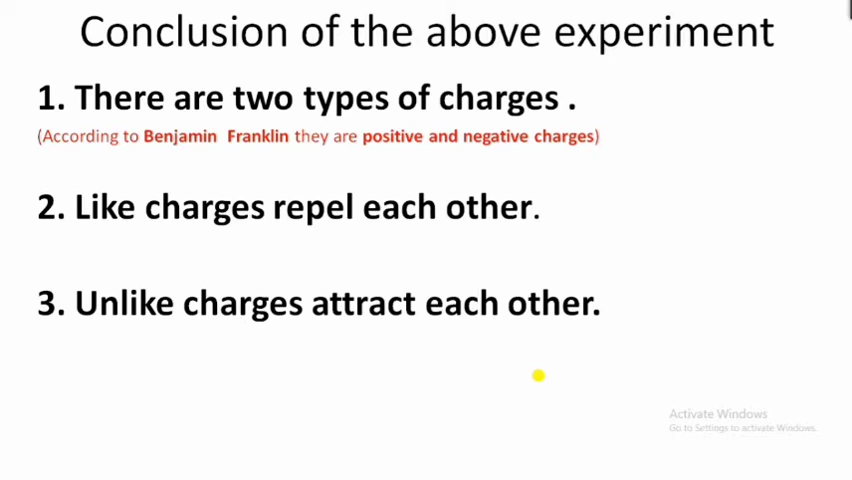 Conclusion of the above experiment
1. There are two types of charges .
(According to Benjamin Franklin they are positive and negative charges)
2. Like charges repel each other.
3. Unlike charges attract each other.
Activate Windows
Go to Settings to activate Windows.